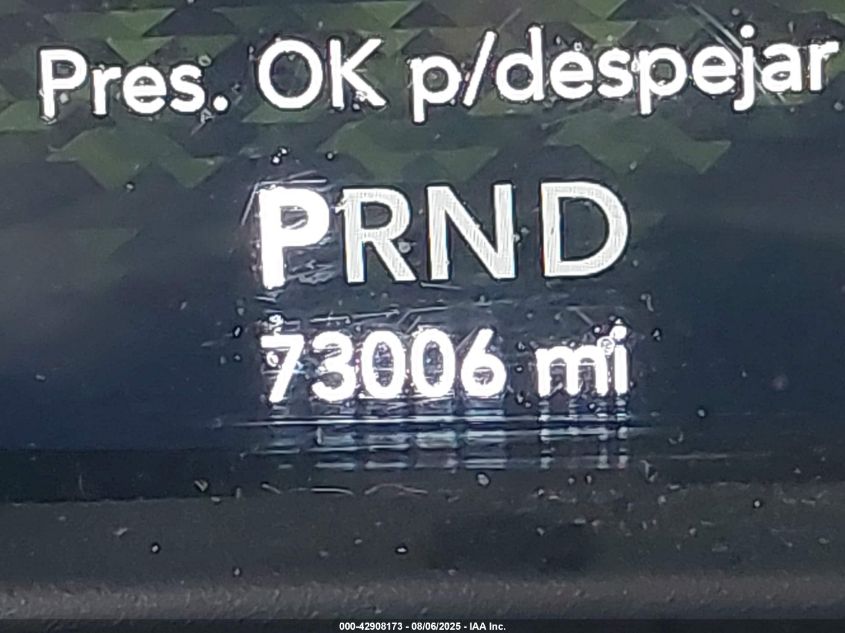 Pres. OK p/despejar
PRND
73006 mi
000-42908173 - 08/06/2025 - IAA Inc.